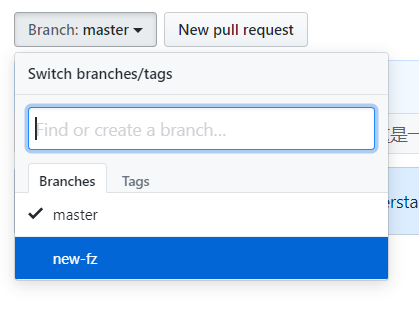 Branch: master New pull request
Switch branches/tags
Find or create a branch...
Branches Tags
是一
master
ersta
new-fz